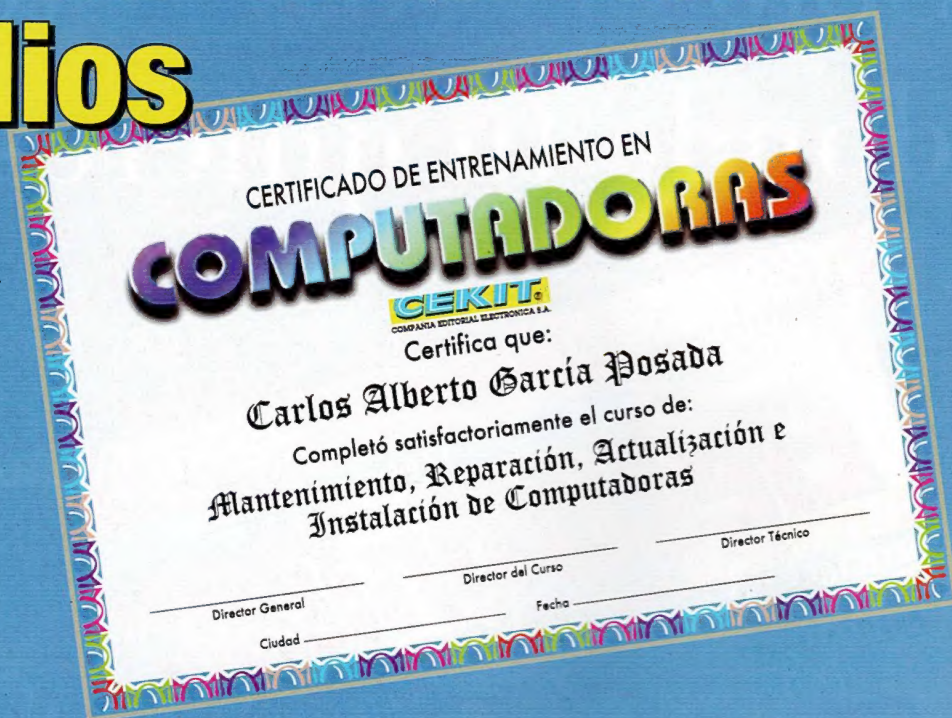 CERTIFICADO DE ENTRENAMIENTO EN
COMPUTADORAS
CEKIT®
COMPAÑIA EDITORIAL ELECTRONICA S.A.
Certifica que:
Carlos Alberto García Posada
Completó satisfactoriamente el curso de:
Mantenimiento, Reparación, Actualización e
Instalación de Computadoras
Director General
Director del Curso
Director Técnico
Ciudad
Fecha